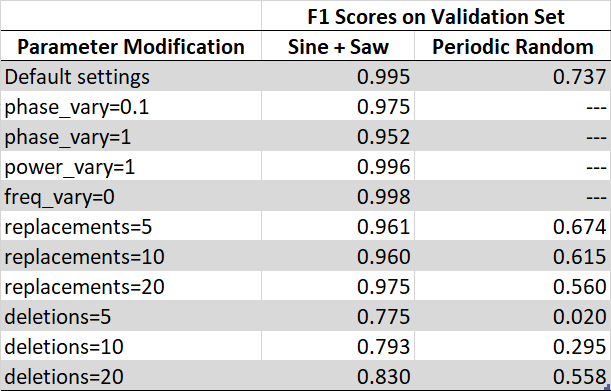 F1 Scores on Validation Set
Parameter Modification Sine + Saw Periodic Random
Default settings 0.995 0.737
phase_vary=0.1 0.975 ---
phase_vary=1 0.952 ---
power_vary=1 0.996 ---
freq_vary=0 0.998 ---
replacements=5 0.961 0.674
replacements=10 0.960 0.615
replacements=20 0.975 0.560
deletions=5 0.775 0.020
deletions=10 0.793 0.295
deletions=20 0.830 0.558